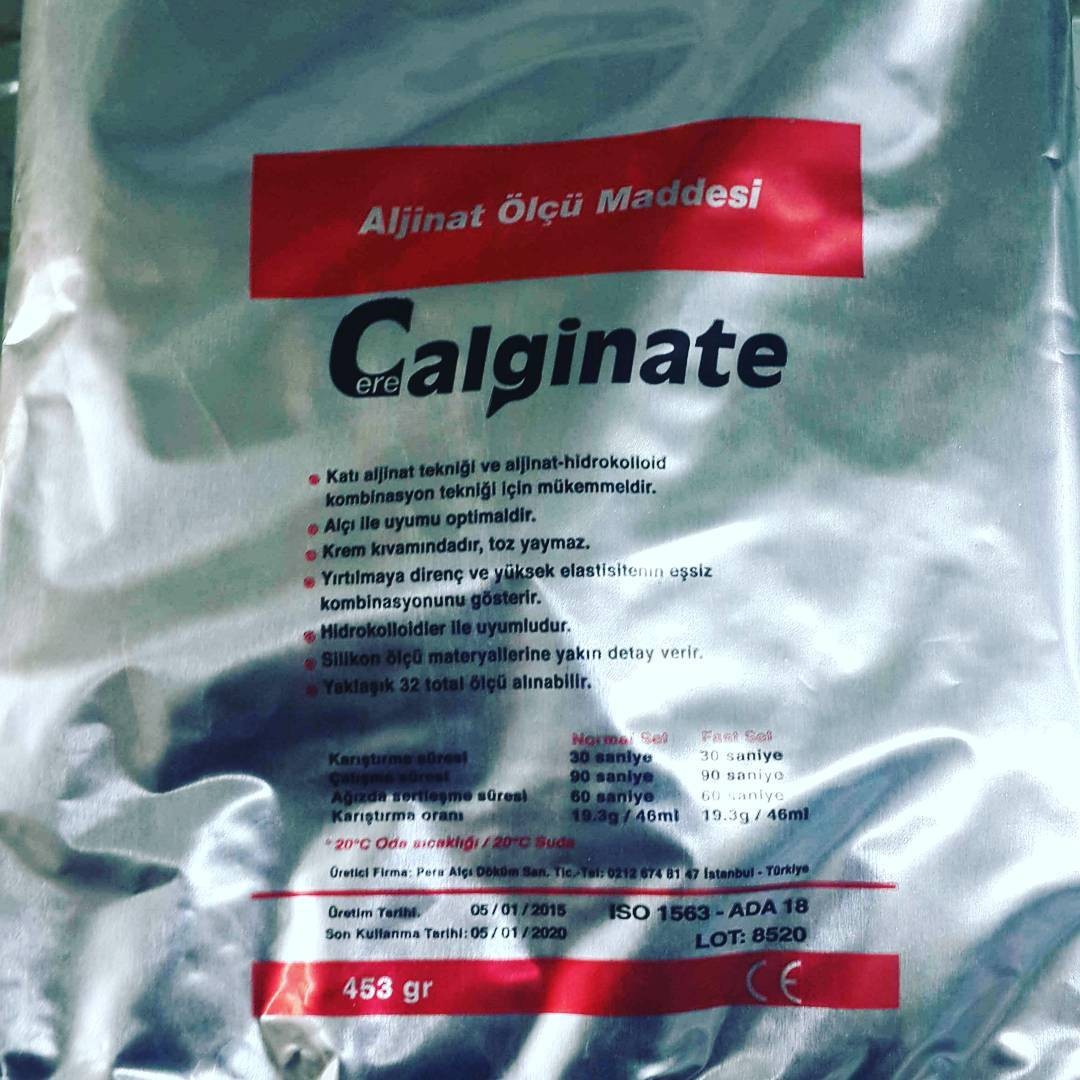 Aljinat Ölçü Maddesi
Cere Calginate
Katı aljinat tekniği ve aljinat-hidrokolloid
kombinasyon tekniği için mükemmeldir.
Alçı ile uyumu optimaldir.
Krem kıvamındadır, toz yaymaz.
Yırtılmaya direnç ve yüksek elastisitenin eşsiz
kombinasyonunu gösterir.
Hidrokolloidler ile uyumludur.
Silikon ölçü materyallerine yakın detay verir.
Yaklaşık 32 total ölçü alınabilir.
Normal Set Fast Set
Karıştırma süresi 30 saniye 30 saniye
Çalışma süresi 90 saniye 90 saniye
Ağızda sertleşme süresi 60 saniye 60 saniye
Karıştırma oranı 19.3g / 46ml 19.3g / 46ml
* 20°C Oda sıcaklığı / 20°C Suda
Üretici Firma: Pera Alçı Döküm San. Tic.-Tel: 0212 674 81 47 İstanbul - Türkiye
Üretim Tarihi. 05 / 01 / 2015 ISO 1563 - ADA 18
Son Kullanma Tarihi: 05 / 01 / 2020 LOT: 8520
453 gr CE